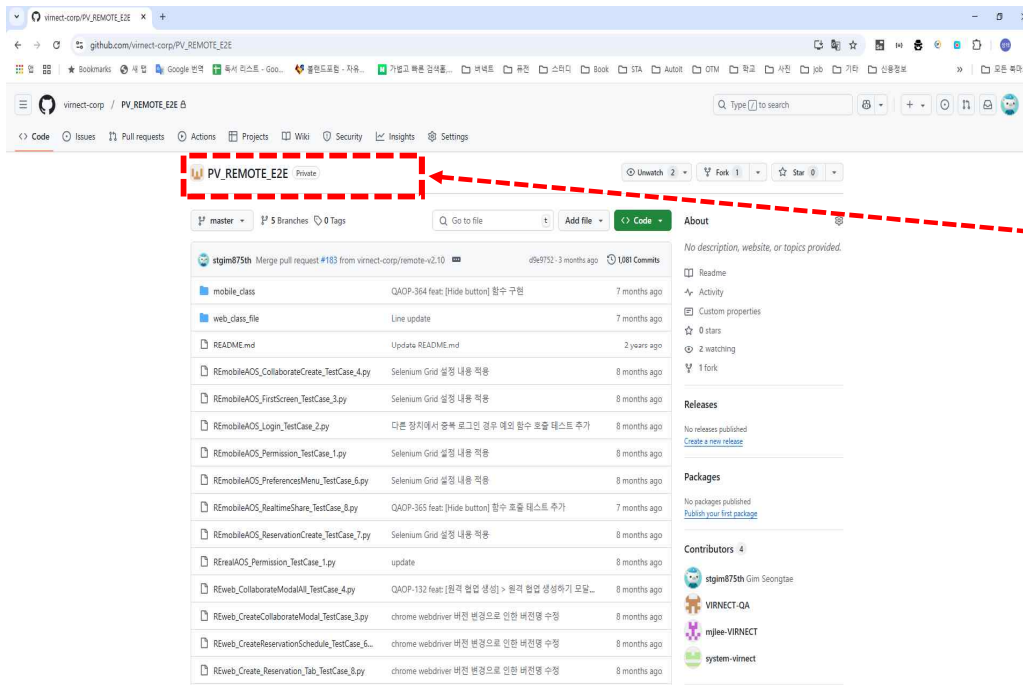 virnect-corp/PV_REMOTE_E2E
github.com/virnect-corp/PV_REMOTE_E2E
앱 Bookmarks 새 탭 Google 번역 독서 리스트 - Goo... 블렌드포험 - 자유... 가볍고 빠른 검색홈... 버넥트 퓨전 스터디 Book STA Autoit OTM 학교 사전 job 기타 신용정보 » 모든 북마
virnect-corp / PV_REMOTE_E2E
Type / to search
Code Issues Pull requests Actions Projects Wiki Security Insights Settings
PV_REMOTE_E2E Private
Unwatch 2 Fork 1 Star 0
master 5 Branches 0 Tags Go to file t Add file Code
stgim875th Merge pull request #183 from virnect-corp/remote-v2.10 d9e9752 · 3 months ago 1,081 Commits
mobile_class QAOP-364 feat: [Hide button] 함수 구현 7 months ago
web_class_file Line update 7 months ago
README.md Update README.md 2 years ago
REmobileAOS_CollaborateCreate_TestCase_4.py Selenium Grid 설정 내용 적용 8 months ago
REmobileAOS_FirstScreen_TestCase_3.py Selenium Grid 설정 내용 적용 8 months ago
REmobileAOS_Login_TestCase_2.py 다른 장치에서 중복 로그인 경우 예외 함수 호출 테스트 추가 8 months ago
REmobileAOS_Permission_TestCase_1.py Selenium Grid 설정 내용 적용 8 months ago
REmobileAOS_PreferencesMenu_TestCase_6.py Selenium Grid 설정 내용 적용 8 months ago
REmobileAOS_RealtimeShare_TestCase_8.py QAOP-365 feat: [Hide button] 함수 호출 테스트 추가 7 months ago
REmobileAOS_ReservationCreate_TestCase_7.py Selenium Grid 설정 내용 적용 8 months ago
RErealAOS_Permission_TestCase_1.py update 8 months ago
REweb_CollaborateModalAll_TestCase_4.py QAOP-132 feat: [원격 협업 생성] > 원격 협업 생성하기 모달... 8 months ago
REweb_CreateCollaborateModal_TestCase_3.py chrome webdriver 버전 변경으로 인한 버전명 수정 8 months ago
REweb_CreateReservationSchedule_TestCase_6... chrome webdriver 버전 변경으로 인한 버전명 수정 8 months ago
REweb_Create_Reservation_Tab_TestCase_8.py chrome webdriver 버전 변경으로 인한 버전명 수정 8 months ago
About
No description, website, or topics provided.
Readme
Activity
Custom properties
0 stars
2 watching
1 fork
Releases
No releases published
Create a new release
Packages
No packages published
Publish your first package
Contributors 4
stgim875th Gim Seongtae
VIRNECT-QA
mjlee-VIRNECT
system-virnect